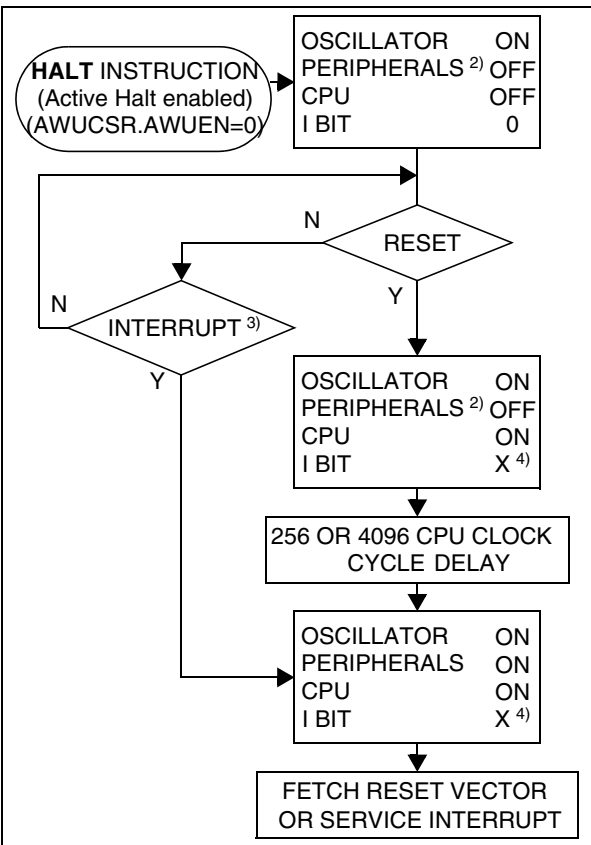 HALT INSTRUCTION
(Active Halt enabled)
(AWUCSR.AWUEN=0)
OSCILLATOR ON
PERIPHERALS 2) OFF
CPU OFF
I BIT 0
RESET
N
Y
INTERRUPT 3)
N
Y
OSCILLATOR ON
PERIPHERALS 2) OFF
CPU ON
I BIT X 4)
256 OR 4096 CPU CLOCK
CYCLE DELAY
OSCILLATOR ON
PERIPHERALS ON
CPU ON
I BIT X 4)
FETCH RESET VECTOR
OR SERVICE INTERRUPT